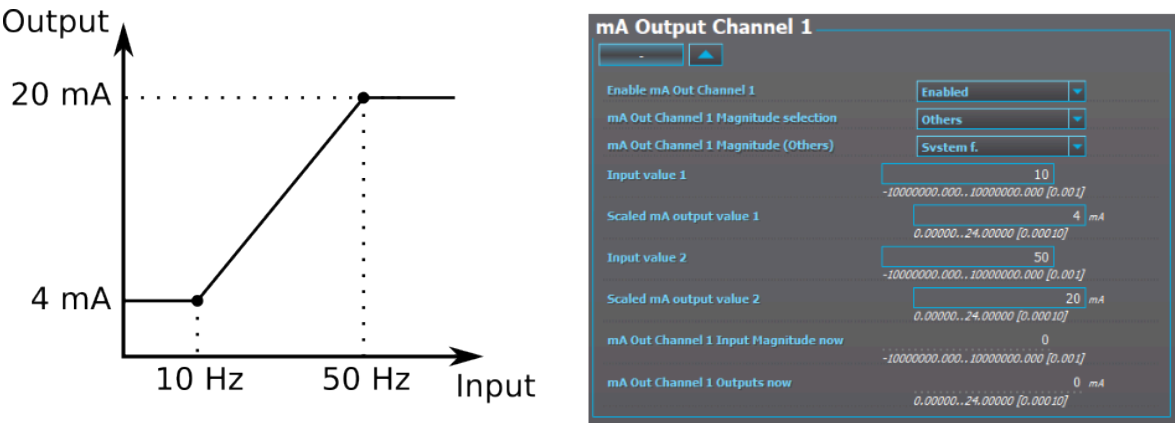 Output
20 mA
4 mA
10 Hz 50 Hz Input
mA Output Channel 1
-
Enable mA Out Channel 1 Enabled
mA Out Channel 1 Magnitude selection Others
mA Out Channel 1 Magnitude (Others) System f.
Input value 1 10
-10000000.000..10000000.000 [0.001]
Scaled mA output value 1 4 mA
0.00000..24.00000 [0.00010]
Input value 2 50
-10000000.000..10000000.000 [0.001]
Scaled mA output value 2 20 mA
0.00000..24.00000 [0.00010]
mA Out Channel 1 Input Magnitude now 0
-10000000.000..10000000.000 [0.001]
mA Out Channel 1 Outputs now 0 mA
0.00000..24.00000 [0.00010]